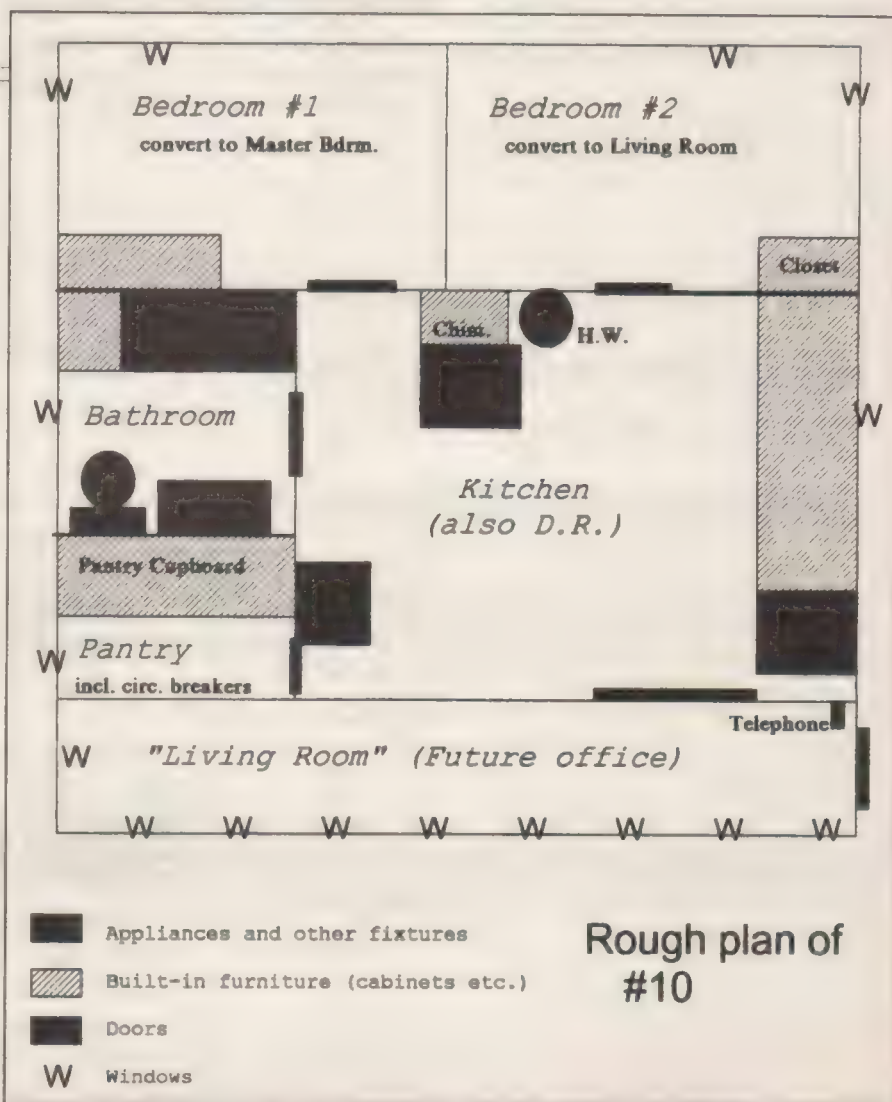 W W
W W
Bedroom #1 Bedroom #2
convert to Master Bdrm. convert to Living Room
Closet
Chim.
H.W.
W Bathroom W
Kitchen
(also D.R.)
Pantry Cupboard
W Pantry
incl. circ. breakers
Telephone
W "Living Room" (Future office)
W W W W W W W W
Appliances and other fixtures
Built-in furniture (cabinets etc.)
Doors
W Windows
Rough plan of
#10